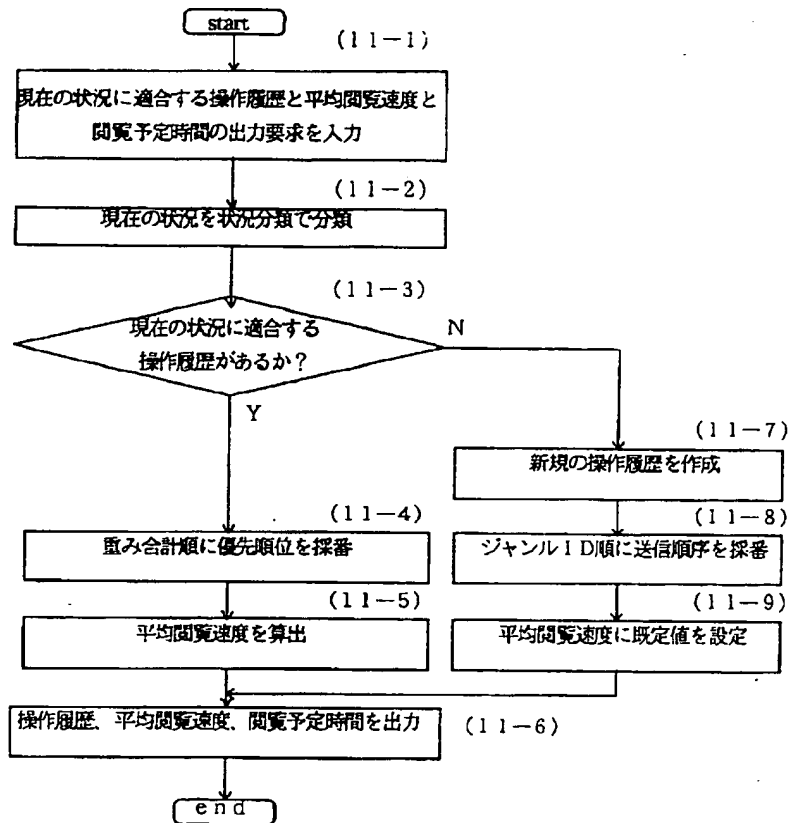 start
(11-1)
現在の状況に適合する操作履歴と平均閲覧速度と
閲覧予定時間の出力要求を入力
(11-2)
現在の状況を状況分類で分類
(11-3)
現在の状況に適合する
操作履歴があるか？
N
Y
(11-7)
新規の操作履歴を作成
(11-4)
重み合計順に優先順位を採番
(11-8)
ジャンルID順に送信順序を採番
(11-5)
平均閲覧速度を算出
(11-9)
平均閲覧速度に既定値を設定
操作履歴、平均閲覧速度、閲覧予定時間を出力
(11-6)
end